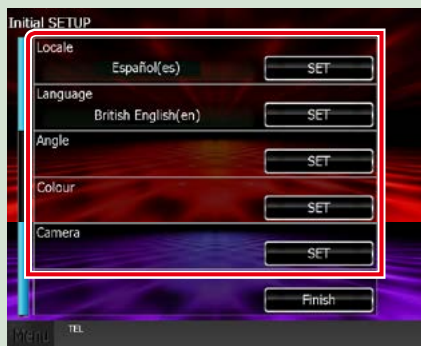 Initial SETUP
Locale
Español(es) SET
Language
British English(en) SET
Angle
SET
Colour
SET
Camera
SET
Finish
Menu TEL